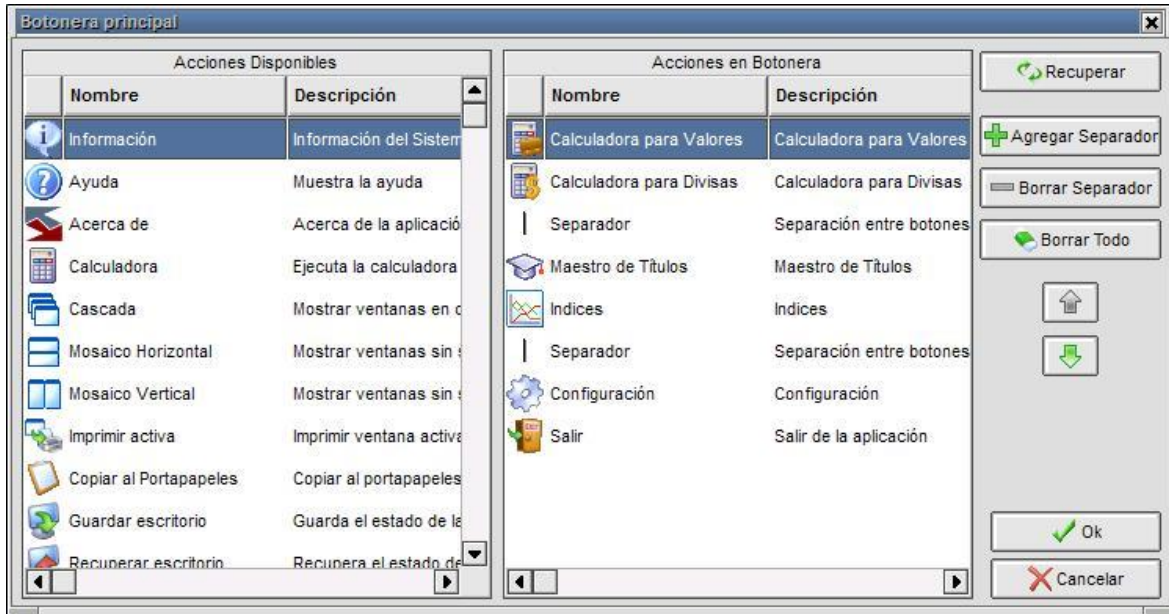 Botonera principal
Acciones Disponibles
Nombre Descripción
Información Información del Sistem
Ayuda Muestra la ayuda
Acerca de Acerca de la aplicació
Calculadora Ejecuta la calculadora
Cascada Mostrar ventanas en c
Mosaico Horizontal Mostrar ventanas sin s
Mosaico Vertical Mostrar ventanas sin s
Imprimir activa Imprimir ventana activa
Copiar al Portapapeles Copiar al portapapeles
Guardar escritorio Guarda el estado de la
Recuperar escritorio Recupera el estado de
Acciones en Botonera
Nombre Descripción
Calculadora para Valores Calculadora para Valores
Calculadora para Divisas Calculadora para Divisas
Separador Separación entre botones
Maestro de Títulos Maestro de Títulos
Indices Indices
Separador Separación entre botones
Configuración Configuración
Salir Salir de la aplicación
Recuperar
Agregar Separador
Borrar Separador
Borrar Todo
Ok
Cancelar